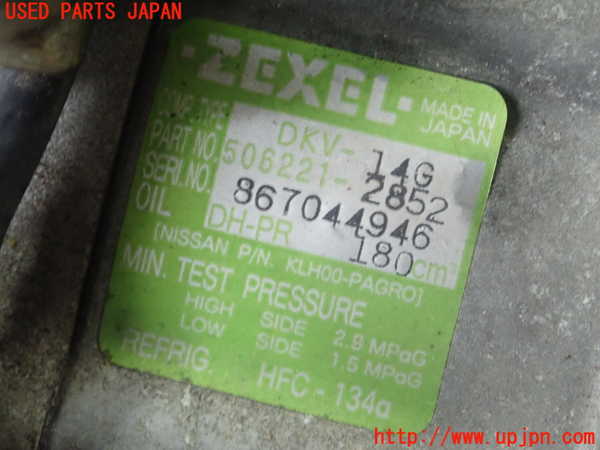 USED PARTS JAPAN
·ZEXEL·
MADE IN
JAPAN
COMP. TYPE DKV-14G
PART NO. 506221-2852
SERI.NO. 867044946
OIL DH-PR 180cm³
[NISSAN P/N. KLH00-PAGR0]
MIN. TEST PRESSURE
HIGH SIDE 2.8 MPaG
LOW SIDE 1.5 MPaG
REFRIG. HFC-134a
http://www.upjpn.com/